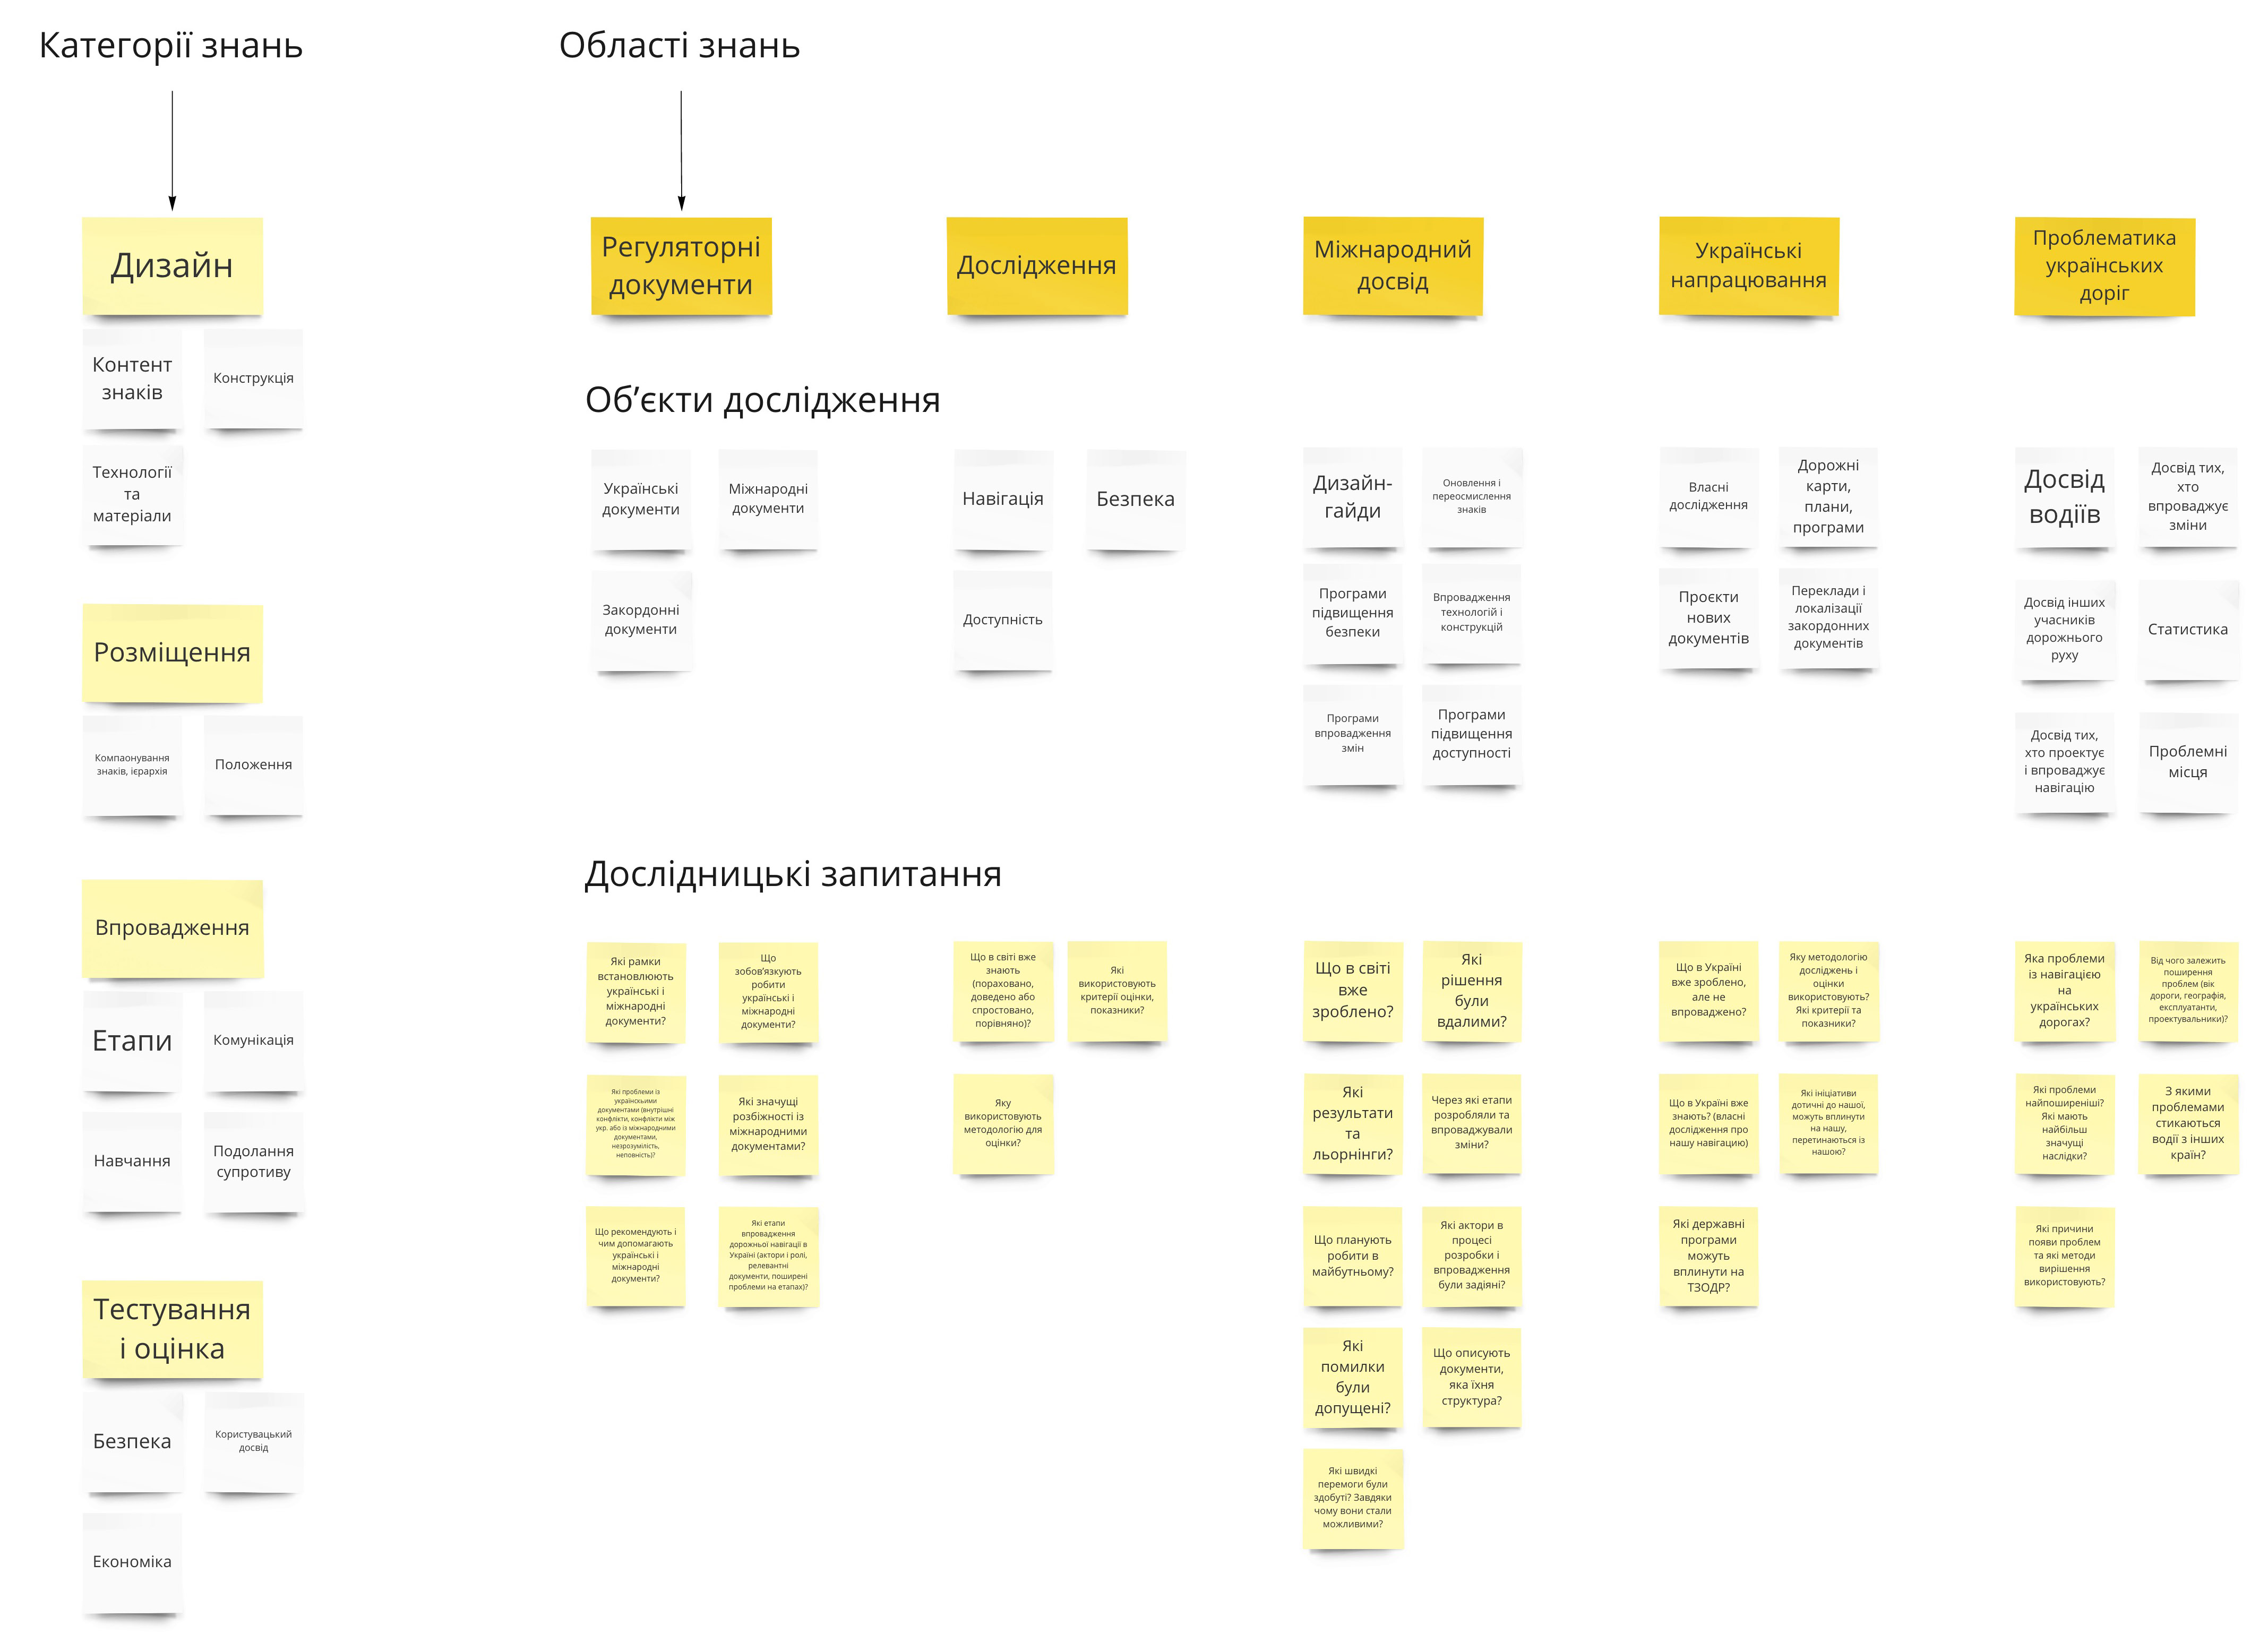 Категорії знань
Області знань
Дизайн
Контент
знаків
Конструкція
Технології
та
матеріали
Розміщення
Компаонування
знаків, ієрархія
Положення
Впровадження
Етапи
Комунікація
Навчання
Подолання
супротиву
Тестування
і оцінка
Безпека
Користувацький
досвід
Економіка
Регуляторні
документи
Дослідження
Міжнародний
досвід
Українські
напрацювання
Проблематика
українських
доріг
Об’єкти дослідження
Українські
документи
Міжнародні
документи
Закордонні
документи
Навігація
Безпека
Доступність
Дизайн-
гайди
Оновлення і
переосмислення
знаків
Програми
підвищення
безпеки
Впровадження
технологій і
конструкцій
Програми
впровадження
змін
Програми
підвищення
доступності
Власні
дослідження
Дорожні
карти,
плани,
програми
Проєкти
нових
документів
Переклади і
локалізації
закордонних
документів
Досвід
водіїв
Досвід тих,
хто
впроваджує
зміни
Досвід інших
учасників
дорожнього
руху
Статистика
Досвід тих,
хто проектує
і впроваджує
навігацію
Проблемні
місця
Дослідницькі запитання
Які рамки
встановлюють
українські і
міжнародні
документи?
Що
зобов’язують
робити
українські і
міжнародні
документи?
Які проблеми із
українськими
документами (внутрішні
конфлікти, конфлікти між
укр. або із міжнародними
документами,
незрозумілість,
неповність)?
Які значущі
розбіжності із
міжнародними
документами?
Що рекомендують і
чим допомагають
українські і
міжнародні
документи?
Які етапи
впровадження
дорожньої навігації в
Україні (актори і ролі,
релевантні
документи, поширені
проблеми на етапах)?
Що в світі вже
знають
(пораховано,
доведено або
спростовано,
порівняно)?
Які
використовують
критерії оцінки,
показники?
Яку
використовують
методологію для
оцінки?
Що в світі
вже
зроблено?
Які
рішення
були
вдалими?
Які
результати
та
льорнінги?
Через які етапи
розробляли та
впроваджували
зміни?
Що планують
робити в
майбутньому?
Які актори в
процесі
розробки і
впровадження
були задіяні?
Які
помилки
були
допущені?
Що описують
документи,
яка їхня
структура?
Які швидкі
перемоги були
здобуті? Завдяки
чому вони стали
можливими?
Що в Україні
вже зроблено,
але не
впроваджено?
Яку методологію
досліджень і
оцінки
використовують?
Які критерії та
показники?
Що в Україні вже
знають? (власні
дослідження про
нашу навігацію)
Які ініціативи
дотичні до нашої,
можуть вплинути
на нашу,
перетинаються із
нашою?
Які державні
програми
можуть
вплинути на
ТЗОДР?
Яка проблеми
із навігацією
на
українських
дорогах?
Від чого залежить
поширення
проблем (вік
дороги, географія,
експлуатанти,
проектувальники)?
Які проблеми
найпоширеніші?
Які мають
найбільш
значущі
наслідки?
З якими
проблемами
стикаються
водії з інших
країн?
Які причини
появи проблем
та які методи
вирішення
використовують?